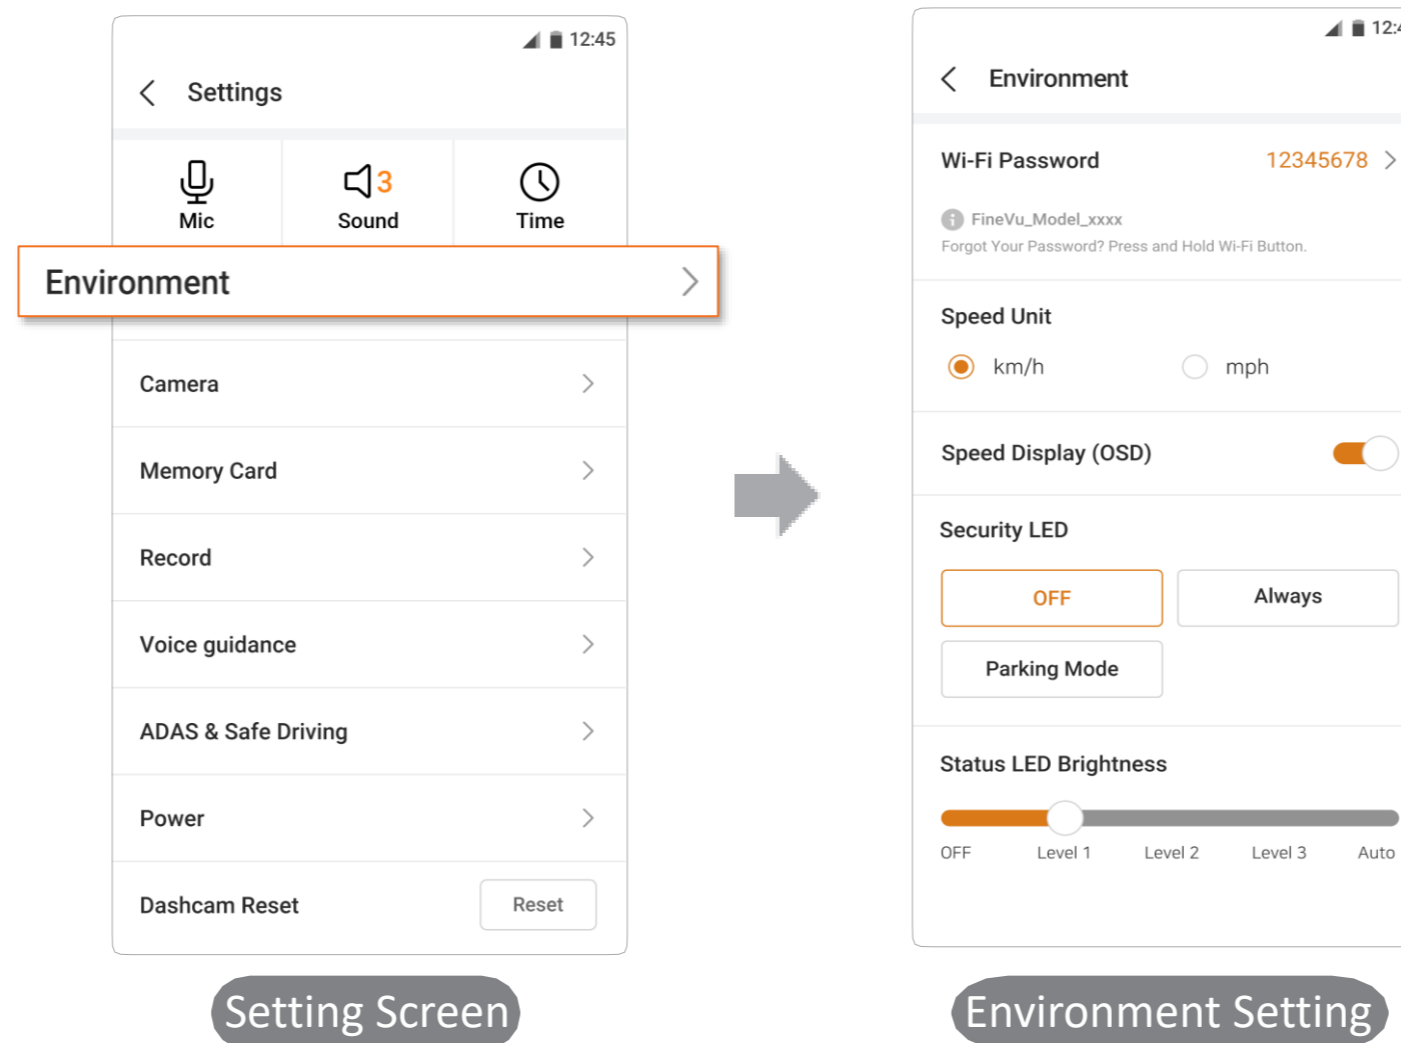 12:45
Settings
3
Mic Sound Time
Environment
Camera
Memory Card
Record
Voice guidance
ADAS & Safe Driving
Power
Dashcam Reset Reset
Setting Screen
12:4
Environment
Wi-Fi Password 12345678
FineVu_Model_xxxx
Forgot Your Password? Press and Hold Wi-Fi Button.
Speed Unit
km/h mph
Speed Display (OSD)
Security LED
OFF Always
Parking Mode
Status LED Brightness
OFF Level 1 Level 2 Level 3 Auto
Environment Setting